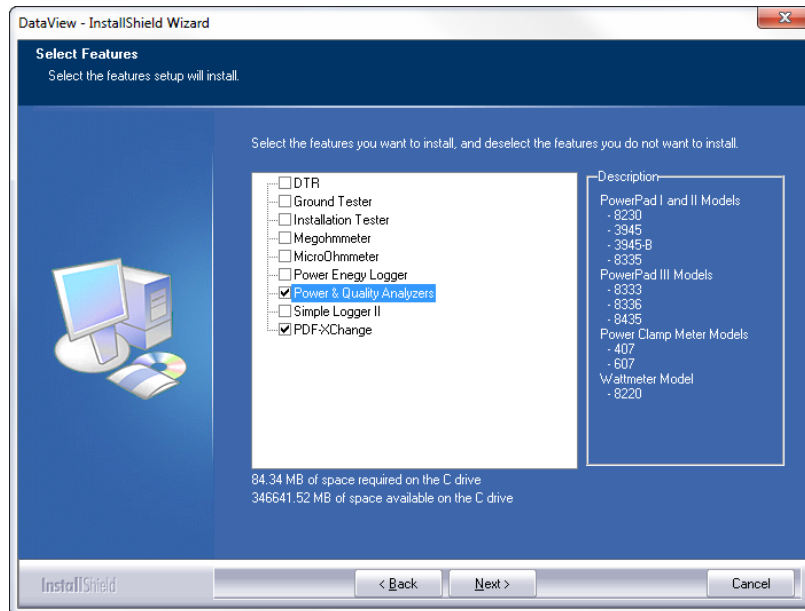 DataView - InstallShield Wizard
Select Features
Select the features setup will install.
Select the features you want to install, and deselect the features you do not want to install.
DTR
Ground Tester
Installation Tester
Megohmmeter
MicroOhmmeter
Power Enegy Logger
Power & Quality Analyzers
Simple Logger II
PDF-XChange
Description
PowerPad I and II Models
- 8230
- 3945
- 3945-B
- 8335
PowerPad III Models
- 8333
- 8336
- 8435
Power Clamp Meter Models
- 407
- 607
Wattmeter Model
- 8220
84.34 MB of space required on the C drive
346641.52 MB of space available on the C drive
InstallShield
< Back
Next >
Cancel